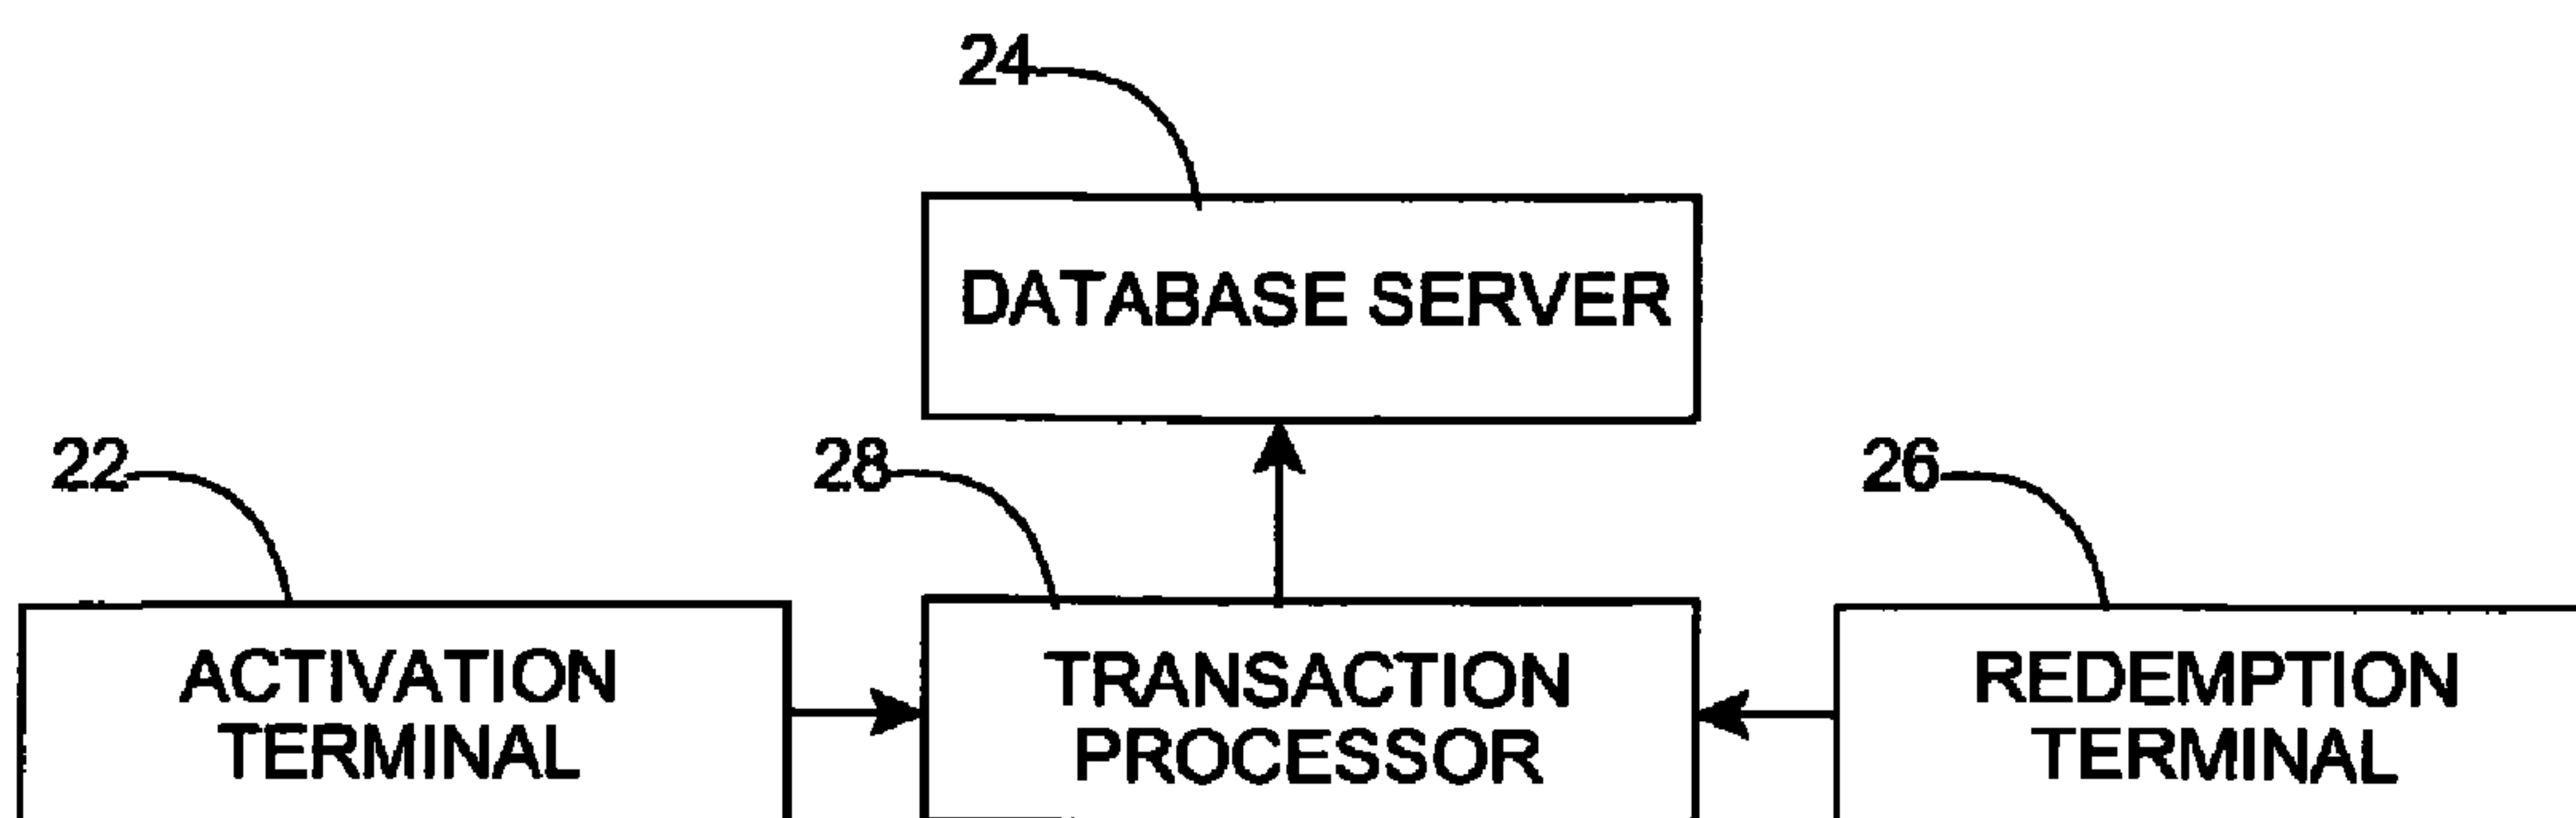 24
DATABASE SERVER
22
28
26
ACTIVATION
TERMINAL
TRANSACTION
PROCESSOR
REDEMPTION
TERMINAL